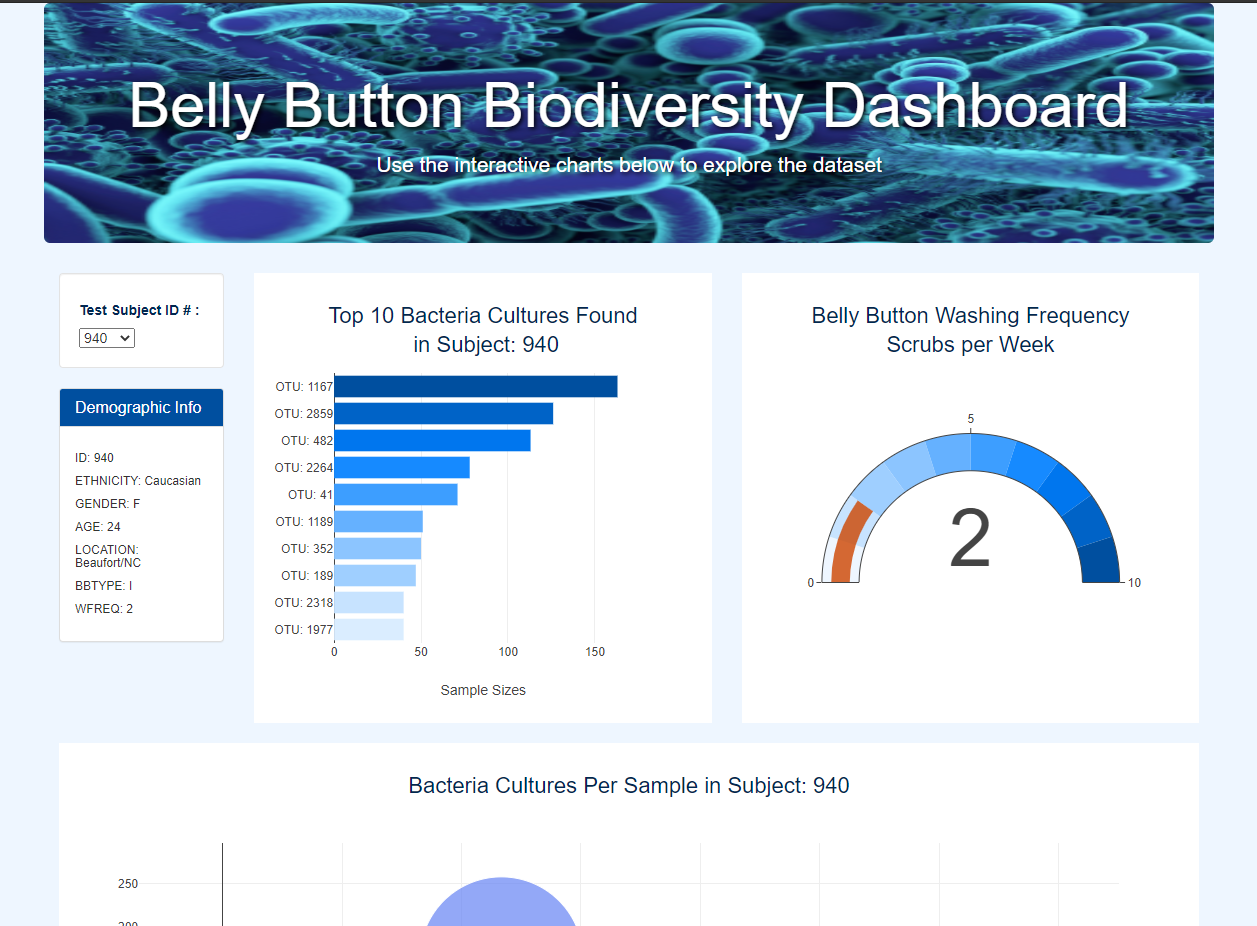 Belly Button Biodiversity Dashboard
Use the interactive charts below to explore the dataset
Test Subject ID # :
940
Demographic Info
ID: 940
ETHNICITY: Caucasian
GENDER: F
AGE: 24
LOCATION:
Beaufort/NC
BBTYPE: I
WFREQ: 2
Top 10 Bacteria Cultures Found
in Subject: 940
OTU: 1167
OTU: 2859
OTU: 482
OTU: 2264
OTU: 41
OTU: 1189
OTU: 352
OTU: 189
OTU: 2318
OTU: 1977
0 50 100 150
Sample Sizes
Belly Button Washing Frequency
Scrubs per Week
5
2
0 10
Bacteria Cultures Per Sample in Subject: 940
250
200